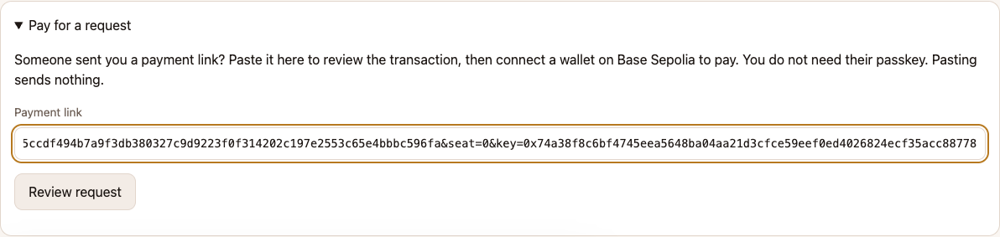 Pay for a request
Someone sent you a payment link? Paste it here to review the transaction, then connect a wallet on Base Sepolia to pay. You do not need their passkey. Pasting
sends nothing.
Payment link
5ccdf494b7a9f3db380327c9d9223f0f314202c197e2553c65e4bbbc596fa&seat=0&key=0x74a38f8c6bf4745eea5648ba04aa21d3cfce59eef0ed4026824ecf35acc88778
Review request